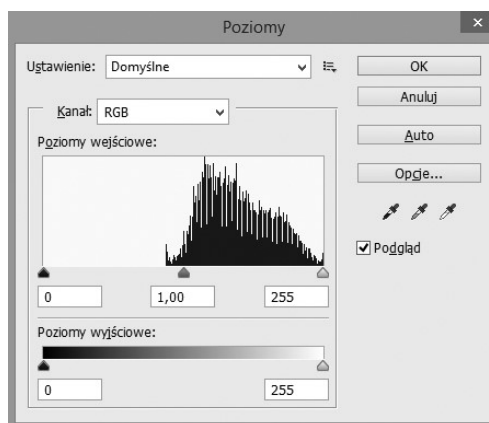 Poziomy
×
Ustawienie: Domyślne
OK
Anuluj
Auto
Opcje...
Podgląd
Kanał: RGB
Poziomy wejściowe:
0 1,00 255
Poziomy wyjściowe:
0 255